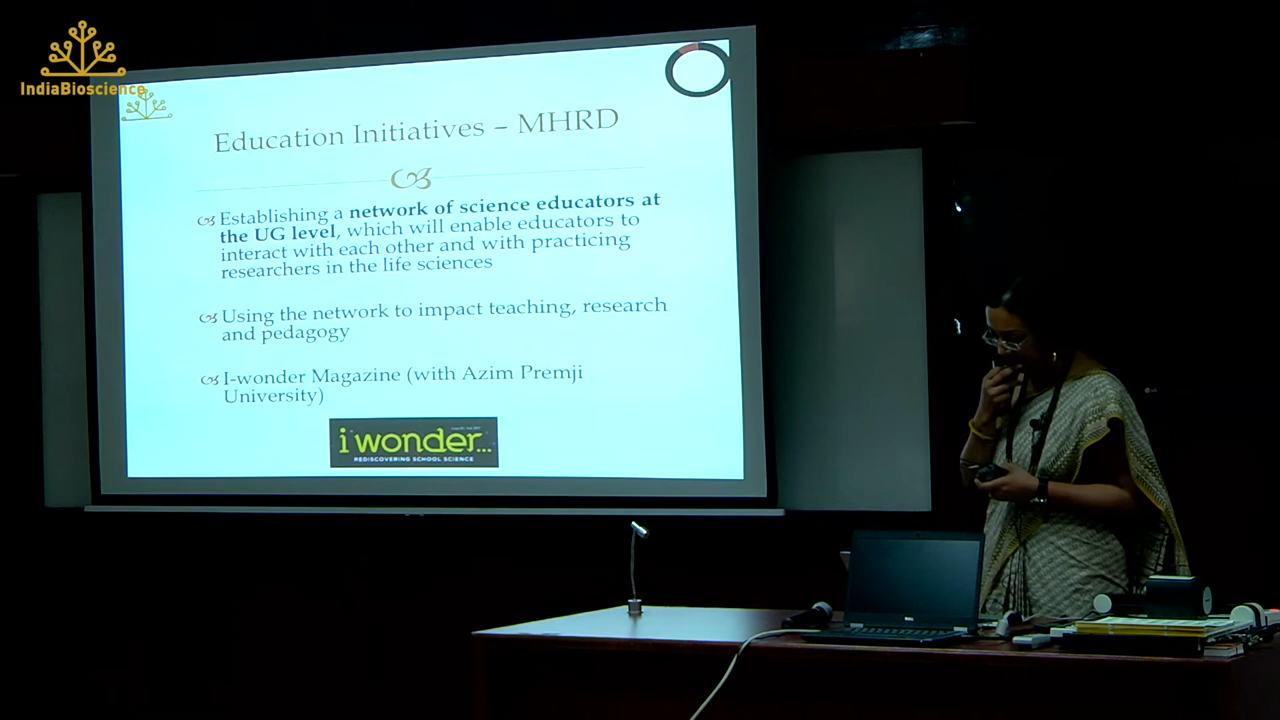 IndiaBioscience
Education Initiatives – MHRD
Establishing a network of science educators at
the UG level, which will enable educators to
interact with each other and with practicing
researchers in the life sciences
Using the network to impact teaching, research
and pedagogy
I-wonder Magazine (with Azim Premji
University)
i wonder...
REDISCOVERING SCHOOL SCIENCE
DELL